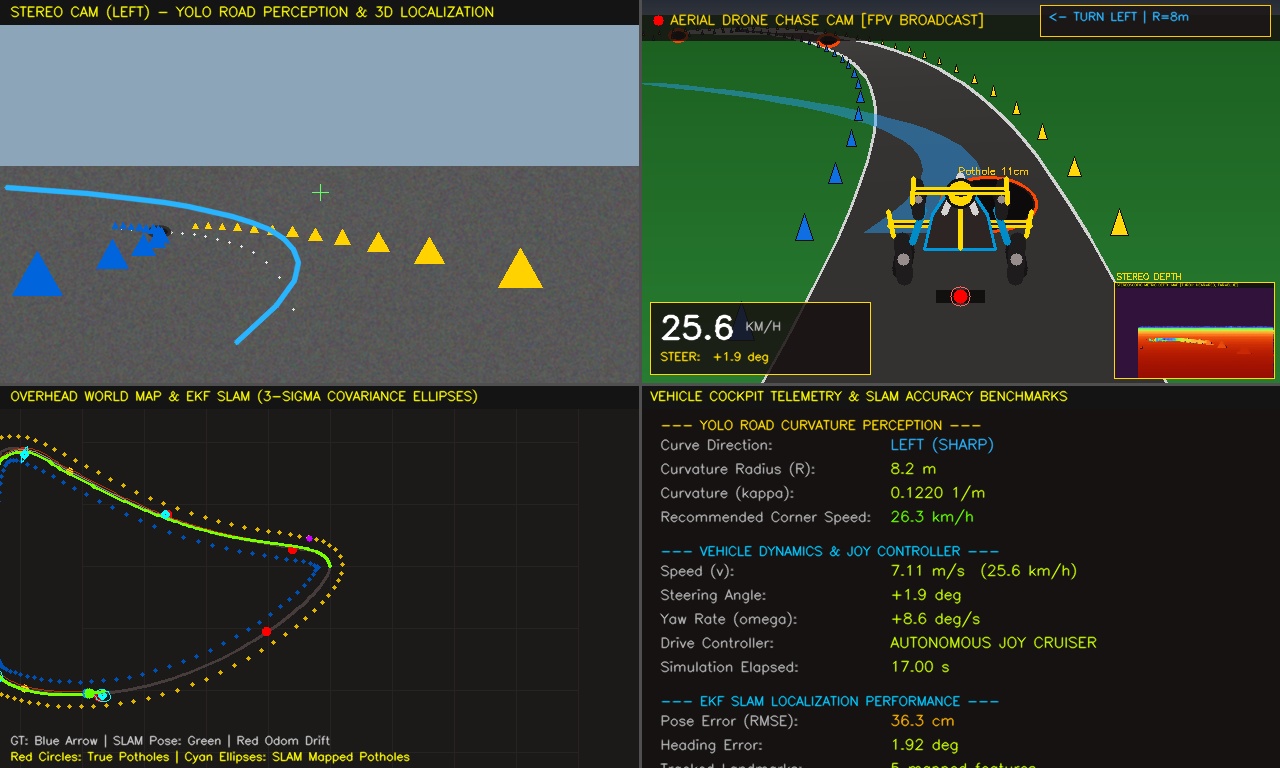 STEREO CAM (LEFT) - YOLO ROAD PERCEPTION & 3D LOCALIZATION
AERIAL DRONE CHASE CAM [FPV BROADCAST]
<- TURN LEFT | R=8m
Pothole 11cm
STEREO DEPTH
25.6 KM/H
STEER: +1.9 deg
OVERHEAD WORLD MAP & EKF SLAM (3-SIGMA COVARIANCE ELLIPSES)
GT: Blue Arrow | SLAM Pose: Green | Red Odom Drift
Red Circles: True Potholes | Cyan Ellipses: SLAM Mapped Potholes
VEHICLE COCKPIT TELEMETRY & SLAM ACCURACY BENCHMARKS
--- YOLO ROAD CURVATURE PERCEPTION ---
Curve Direction: LEFT (SHARP)
Curvature Radius (R): 8.2 m
Curvature (kappa): 0.1220 1/m
Recommended Corner Speed: 26.3 km/h
--- VEHICLE DYNAMICS & JOY CONTROLLER ---
Speed (v): 7.11 m/s (25.6 km/h)
Steering Angle: +1.9 deg
Yaw Rate (omega): +8.6 deg/s
Drive Controller: AUTONOMOUS JOY CRUISER
Simulation Elapsed: 17.00 s
--- EKF SLAM LOCALIZATION PERFORMANCE ---
Pose Error (RMSE): 36.3 cm
Heading Error: 1.92 deg
Tracked Landmarks: 5 mapped features